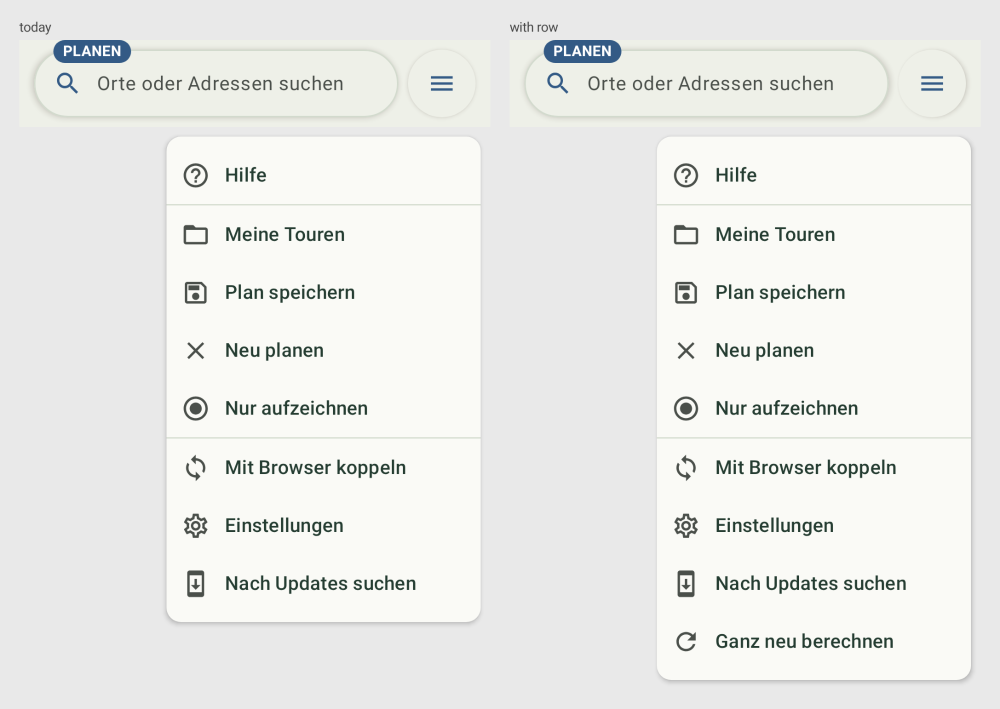 today
PLANEN
Orte oder Adressen suchen
Hilfe
Meine Touren
Plan speichern
Neu planen
Nur aufzeichnen
Mit Browser koppeln
Einstellungen
Nach Updates suchen
with row
PLANEN
Orte oder Adressen suchen
Hilfe
Meine Touren
Plan speichern
Neu planen
Nur aufzeichnen
Mit Browser koppeln
Einstellungen
Nach Updates suchen
Ganz neu berechnen